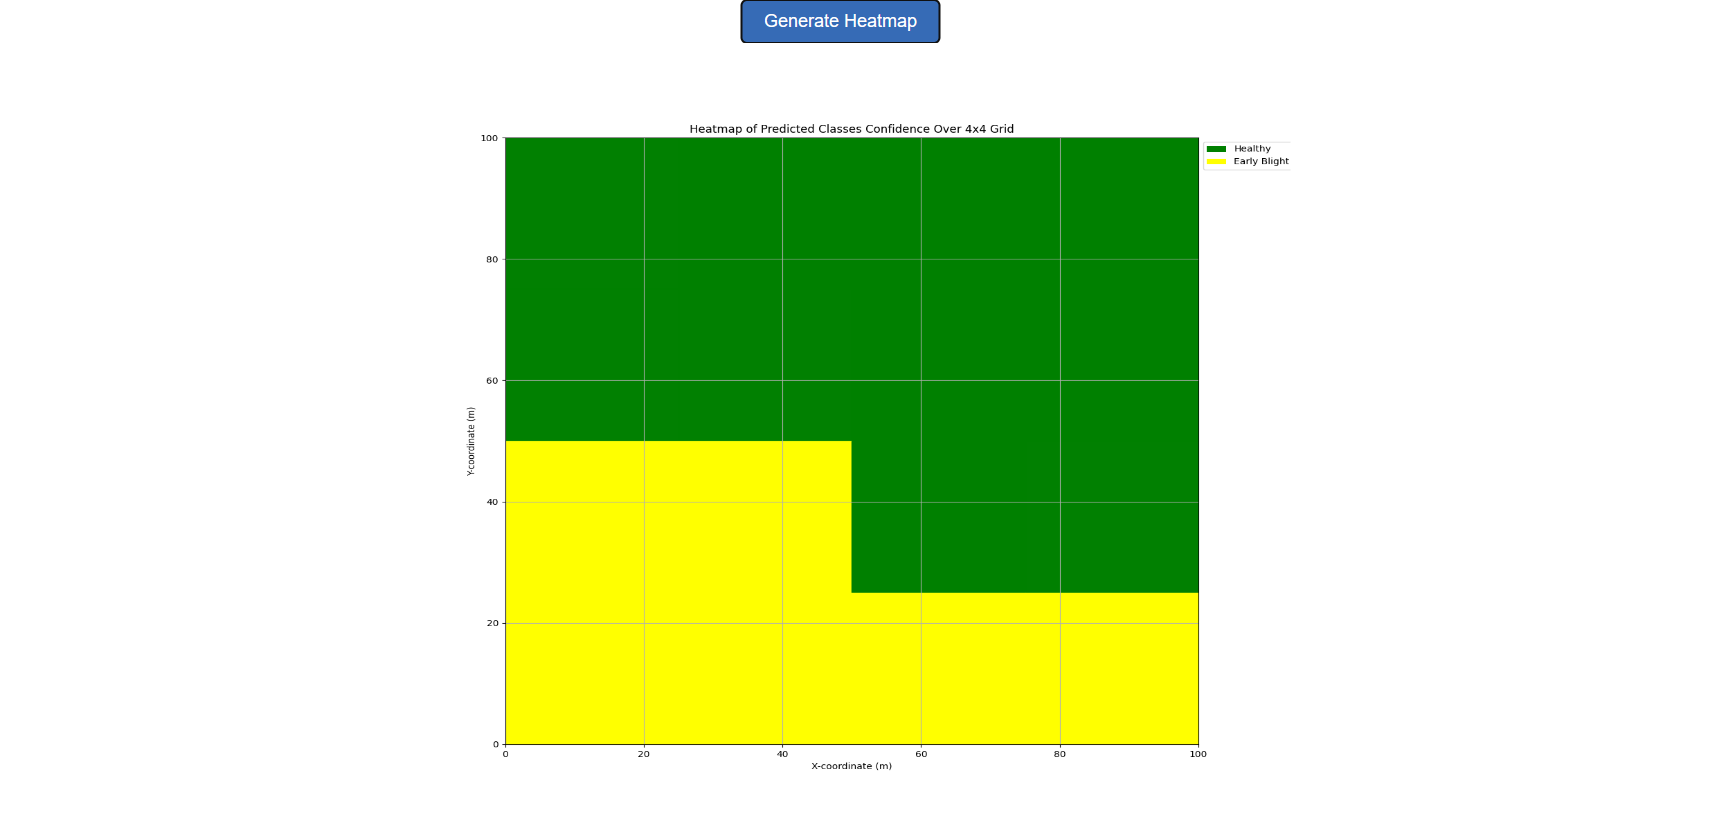 Generate Heatmap
Heatmap of Predicted Classes Confidence Over 4x4 Grid
Healthy
Early Blight
100
80
60
40
20
0
Y-coordinate (m)
0 20 40 60 80 100
X-coordinate (m)